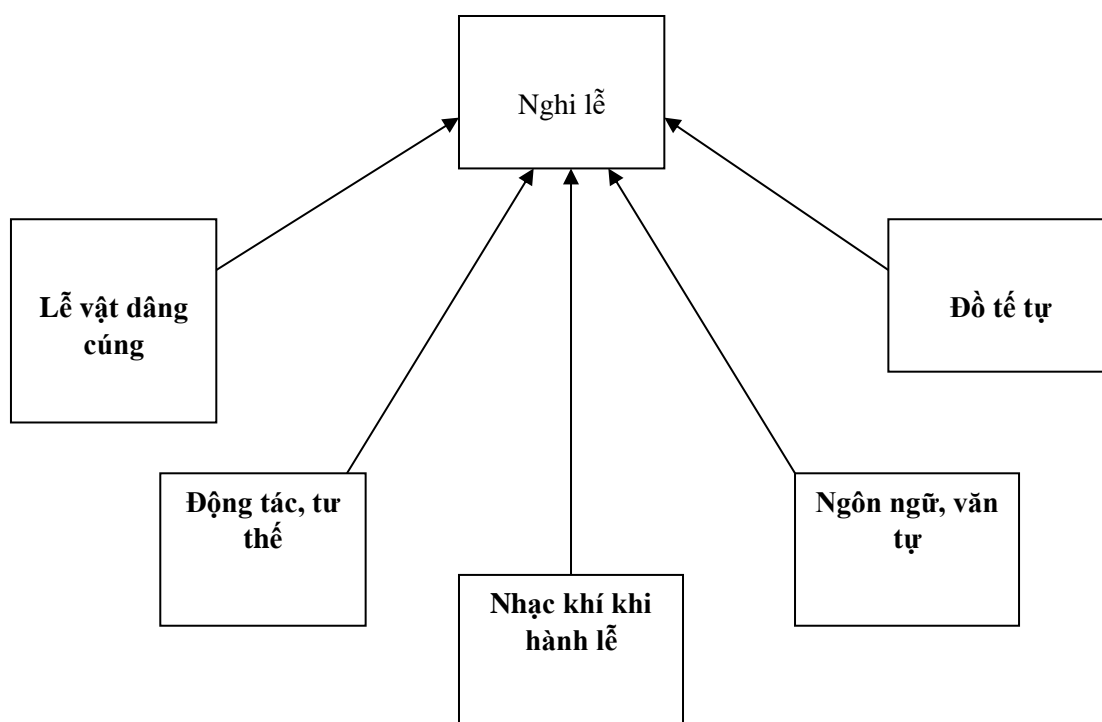 Nghi lễ
Lễ vật dâng
cúng
Đồ tế tự
Động tác, tư
thế
Ngôn ngữ, văn
tự
Nhạc khí khi
hành lễ